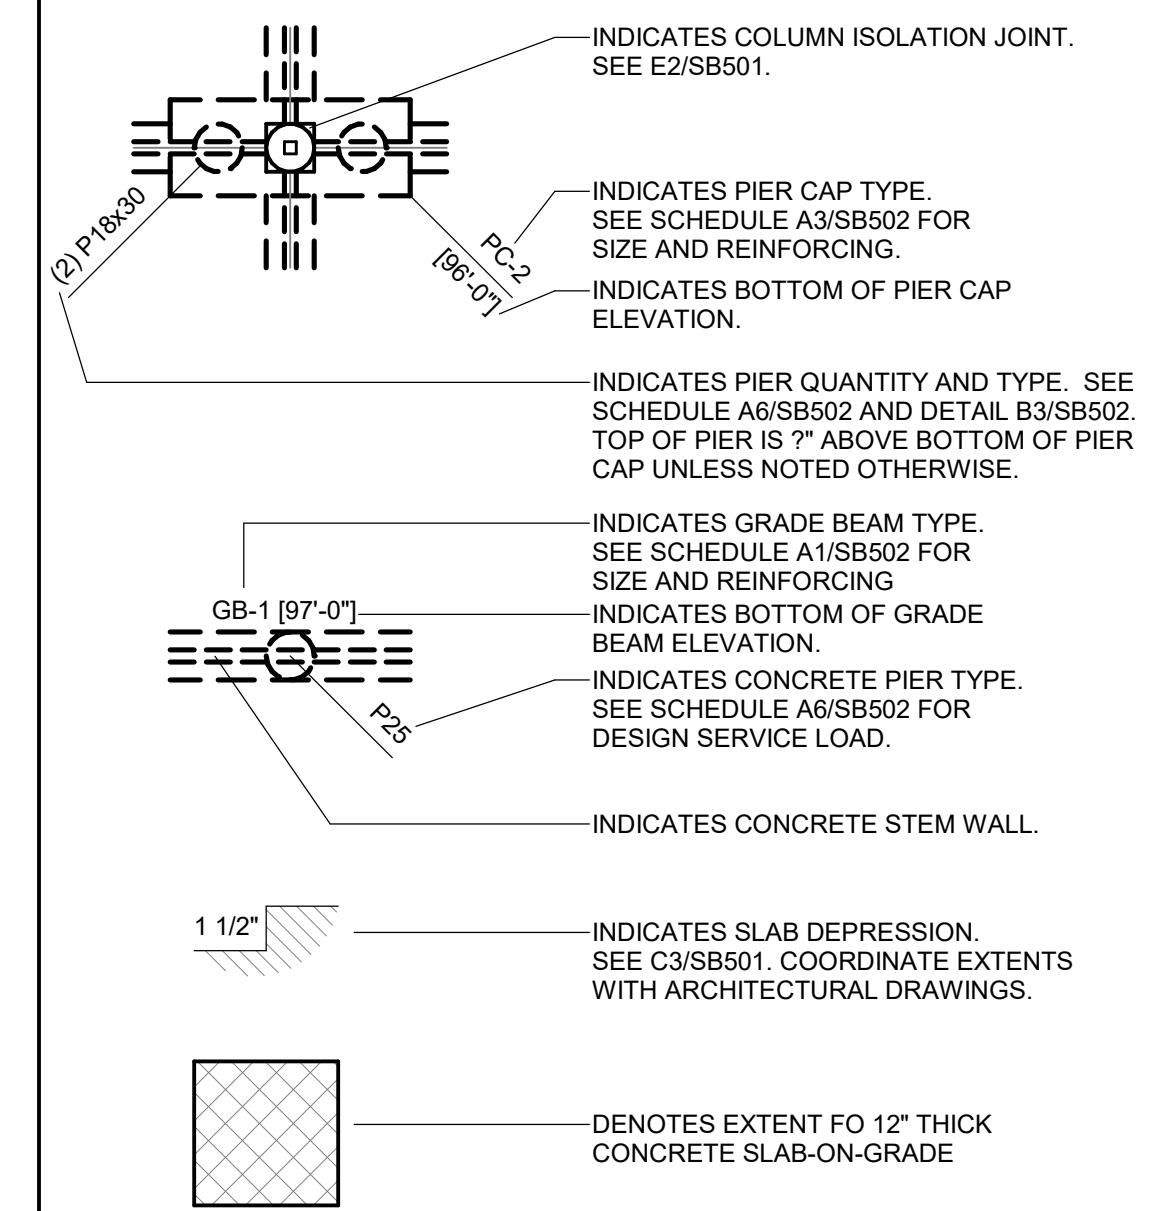 INDICATES COLUMN ISOLATION JOINT.
SEE E2/SB501.
(2) P18x30
PC-2
[96'-0"]
INDICATES PIER CAP TYPE.
SEE SCHEDULE A3/SB502 FOR
SIZE AND REINFORCING.
INDICATES BOTTOM OF PIER CAP
ELEVATION.
INDICATES PIER QUANTITY AND TYPE.  SEE
SCHEDULE A6/SB502 AND DETAIL B3/SB502.
TOP OF PIER IS ?" ABOVE BOTTOM OF PIER
CAP UNLESS NOTED OTHERWISE.
INDICATES GRADE BEAM TYPE.
SEE SCHEDULE A1/SB502 FOR
SIZE AND REINFORCING
GB-1 [97'-0"]
INDICATES BOTTOM OF GRADE
BEAM ELEVATION.
P25
INDICATES CONCRETE PIER TYPE.
SEE SCHEDULE A6/SB502 FOR
DESIGN SERVICE LOAD.
INDICATES CONCRETE STEM WALL.
1 1/2"
INDICATES SLAB DEPRESSION.
SEE C3/SB501. COORDINATE EXTENTS
WITH ARCHITECTURAL DRAWINGS.
DENOTES EXTENT FO 12" THICK
CONCRETE SLAB-ON-GRADE